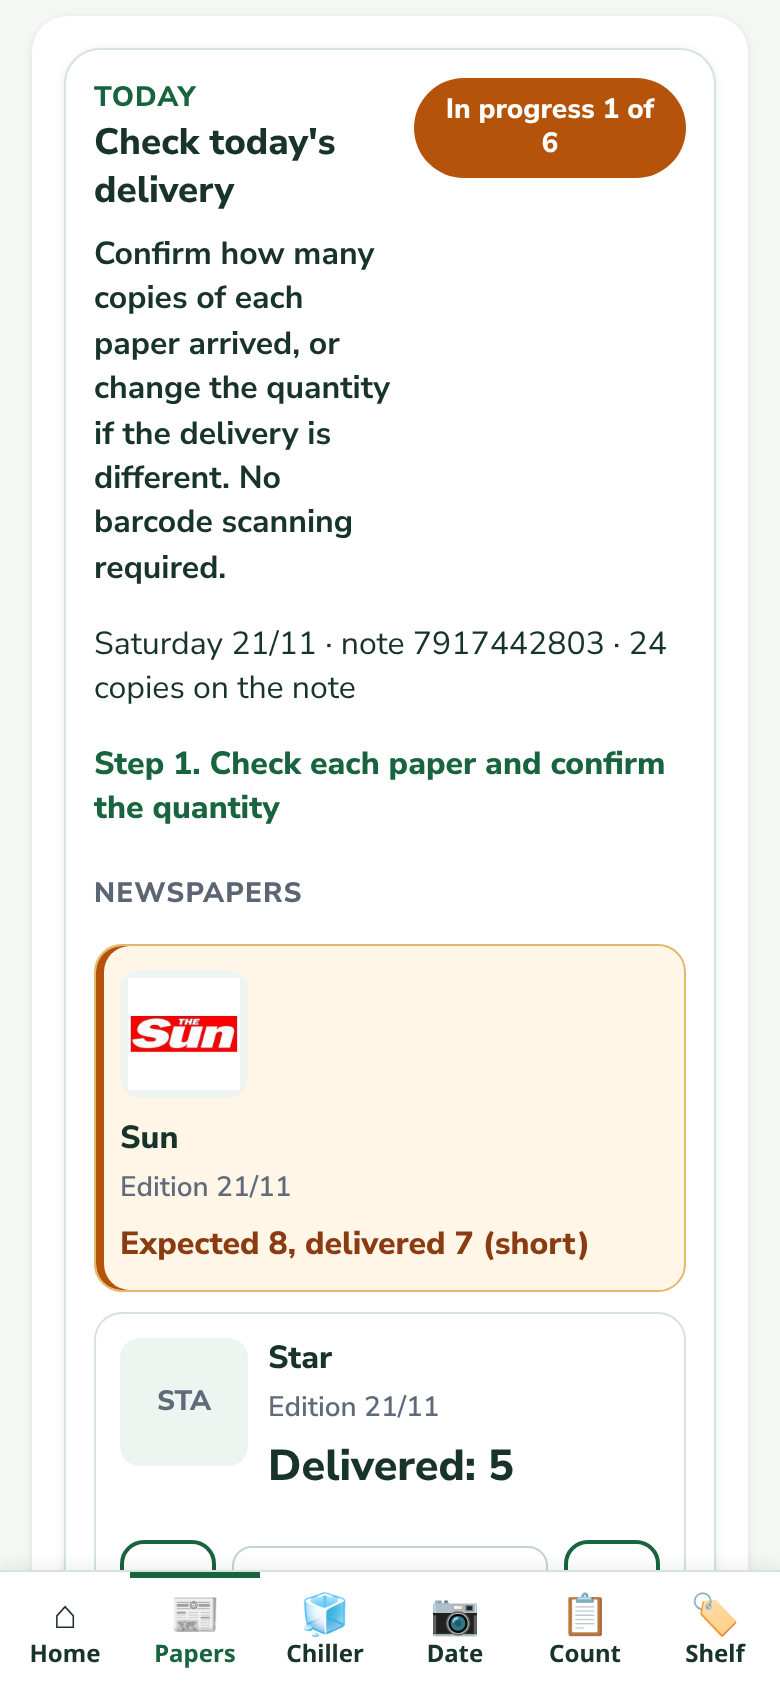 TODAY
Check today's
delivery
In progress 1 of
6
Confirm how many
copies of each
paper arrived, or
change the quantity
if the delivery is
different. No
barcode scanning
required.
Saturday 21/11 · note 7917442803 · 24
copies on the note
Step 1. Check each paper and confirm
the quantity
NEWSPAPERS
THE
Sun
Sun
Edition 21/11
Expected 8, delivered 7 (short)
STA
Star
Edition 21/11
Delivered: 5
Home
Papers
Chiller
Date
Count
Shelf